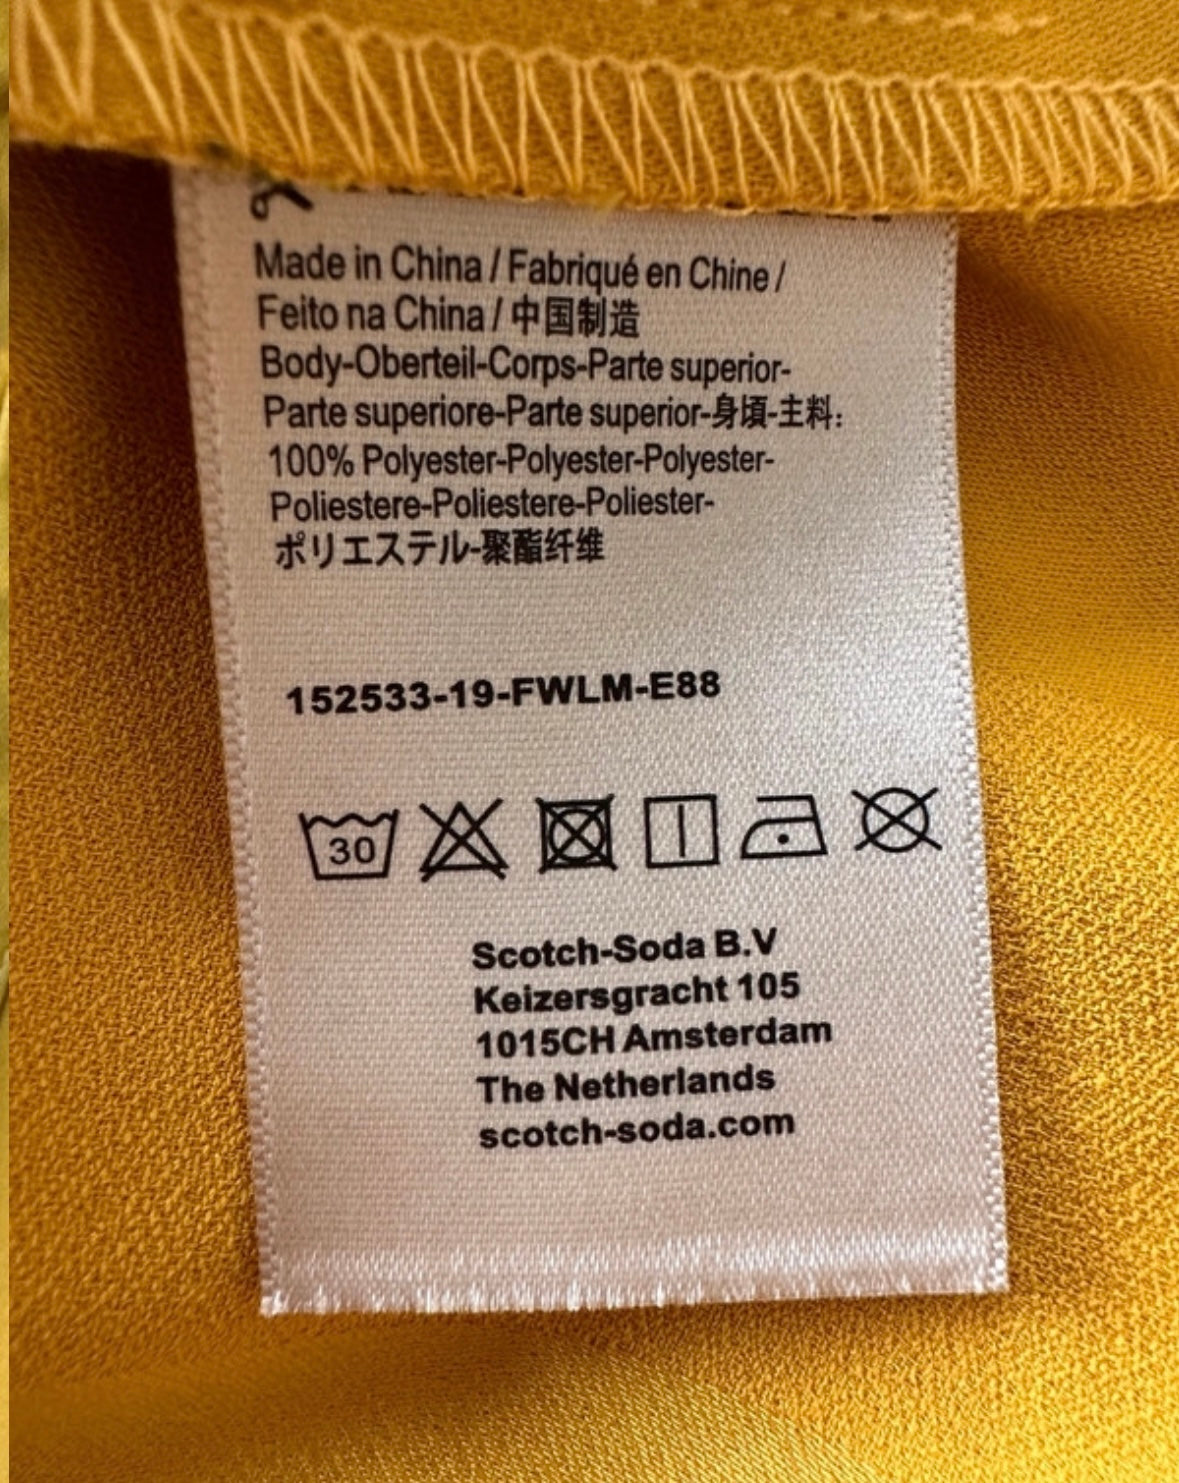 Made in China / Fabriqué en Chine /
Feito na China / 中国制造
Body-Oberteil-Corps-Parte superior-
Parte superiore-Parte superior-身頃-主料:
100% Polyester-Polyester-Polyester-
Poliestere-Poliestere-Poliester-
ポリエステル-聚酯纤维
152533-19-FWLM-E88
30
Scotch-Soda B.V
Keizersgracht 105
1015CH Amsterdam
The Netherlands
scotch-soda.com